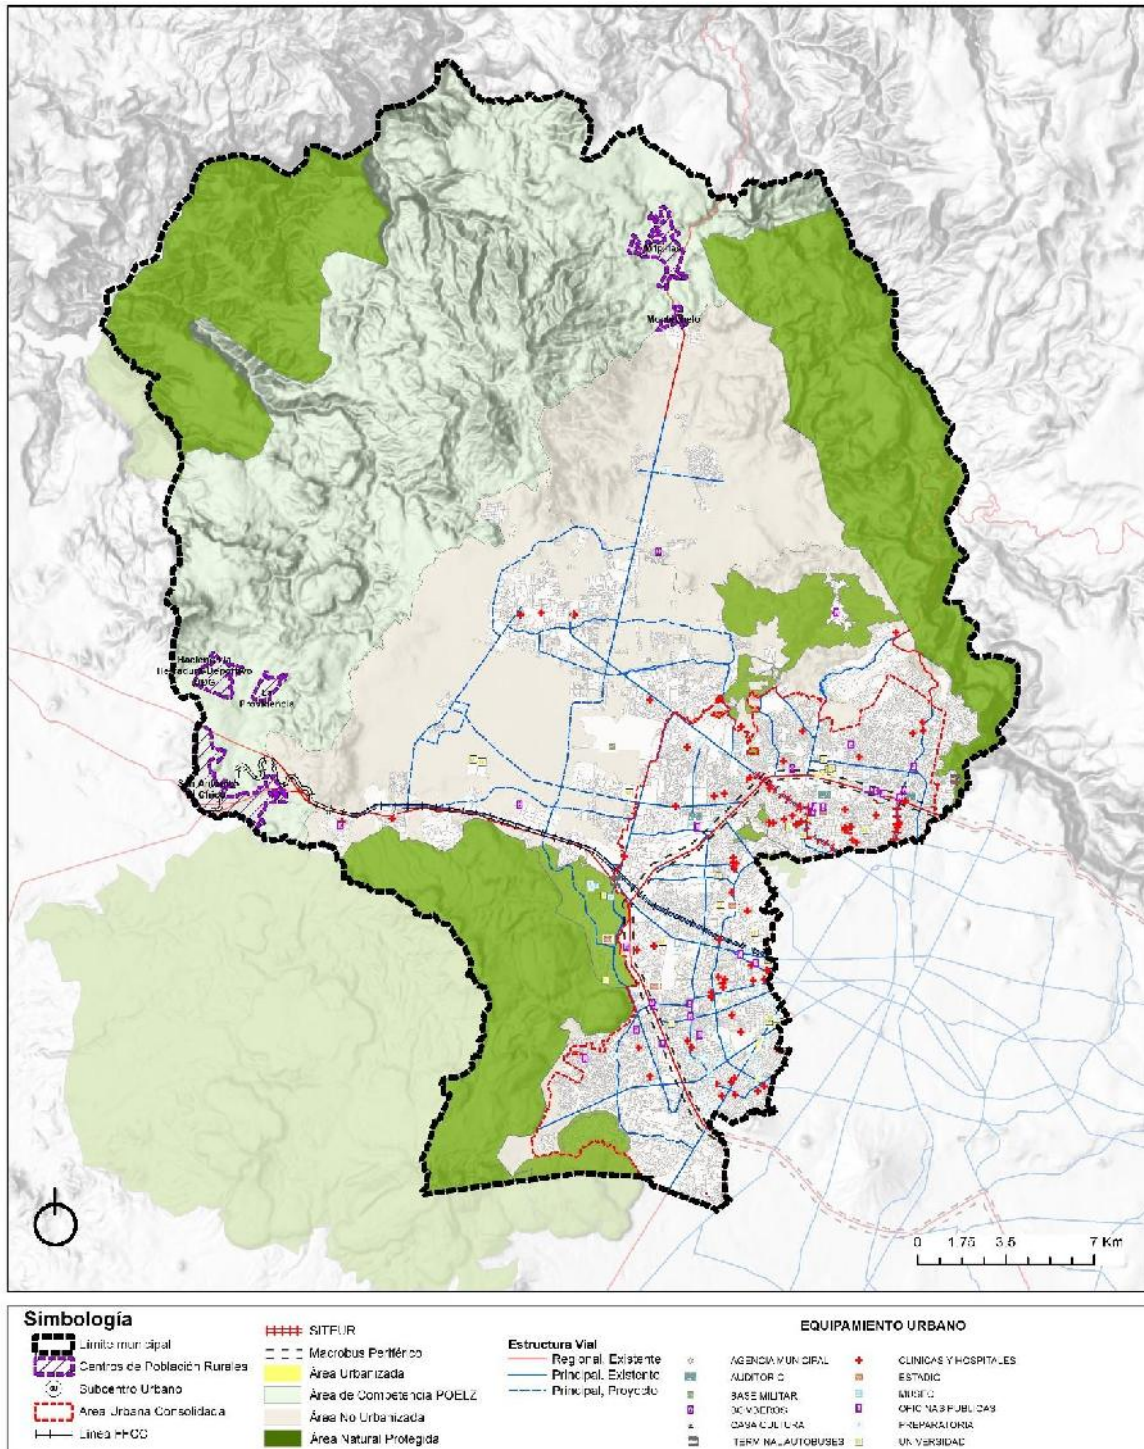 Providencia
0 1.75 3.5 7 Km
Simbología
Límite municipal
Centros de Población Rurales
Subcentro Urbano
Area Urbana Consolidada
Línea FFCC
SITEUR
Macrobus Periférico
Área Urbanizada
Área de Competencia POELZ
Área No Urbanizada
Área Natural Protegida
Estructura Vial
Regional, Existente
Principal, Existente
Principal, Proyecto
EQUIPAMIENTO URBANO
AGENCIA MUNICIPAL
AUDITORIO
BASE MILITAR
BOMBEROS
CASA CULTURA
TERMINAL AUTOBUSES
CLINICAS Y HOSPITALES
ESTADIO
MUSEO
OFICINAS PUBLICAS
PREPARATORIA
UNIVERSIDAD